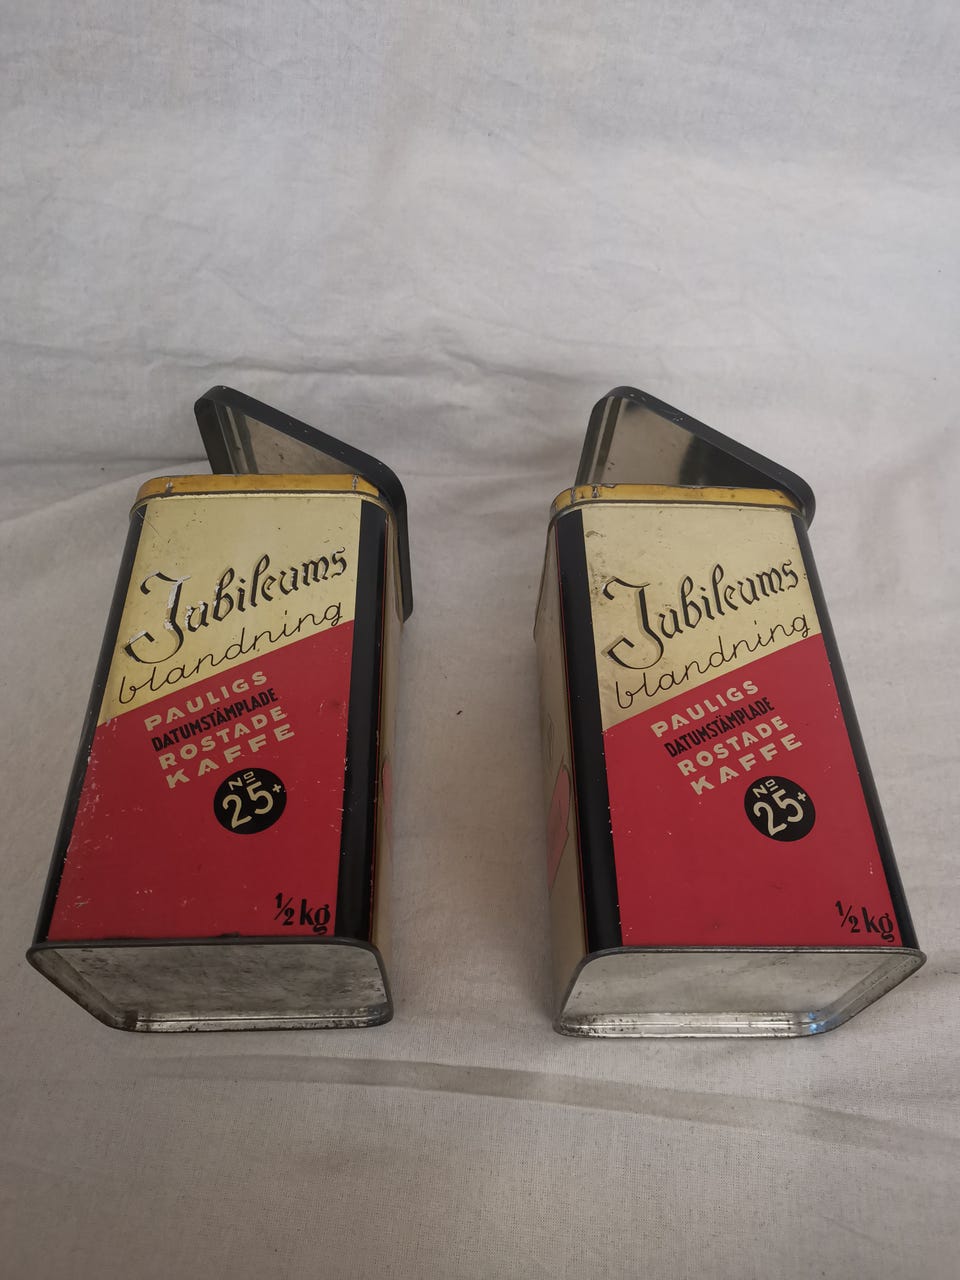 Jubileums
blandning
PAULIGS
DATUMSTÄMPLADE
ROSTADE
KAFFE
No
25+
½ kg
Jubileums
blandning
PAULIGS
DATUMSTÄMPLADE
ROSTADE
KAFFE
No
25+
½ kg